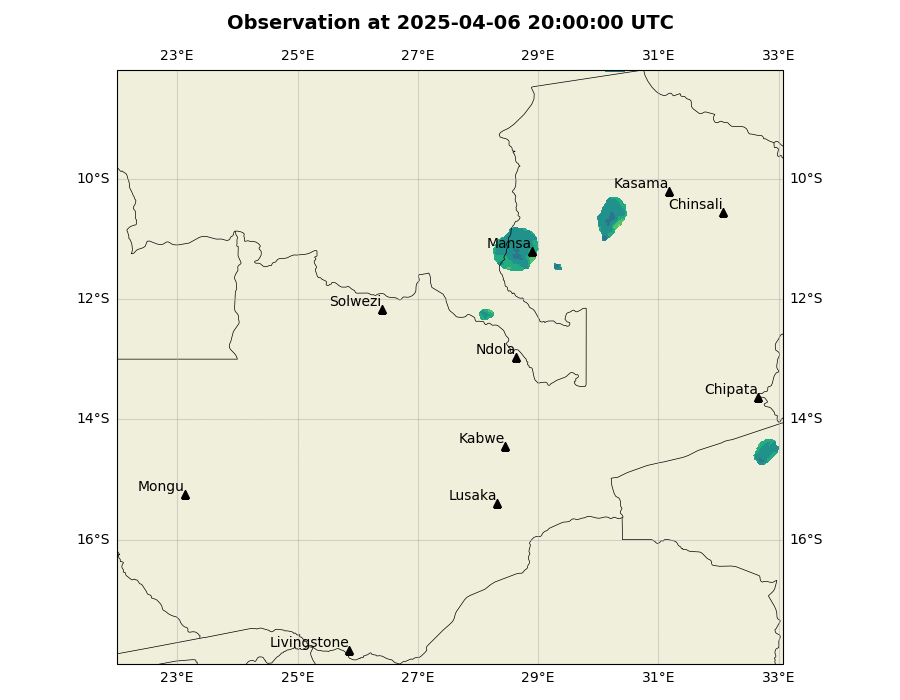 Observation at 2025-04-06 20:00:00 UTC
23°E 25°E 27°E 29°E 31°E 33°E
10°S 10°S
Kasama
Chinsali
Mansa
12°S 12°S
Solwezi
Ndola
Chipata
14°S 14°S
Kabwe
Mongu
Lusaka
16°S 16°S
Livingstone
23°E 25°E 27°E 29°E 31°E 33°E